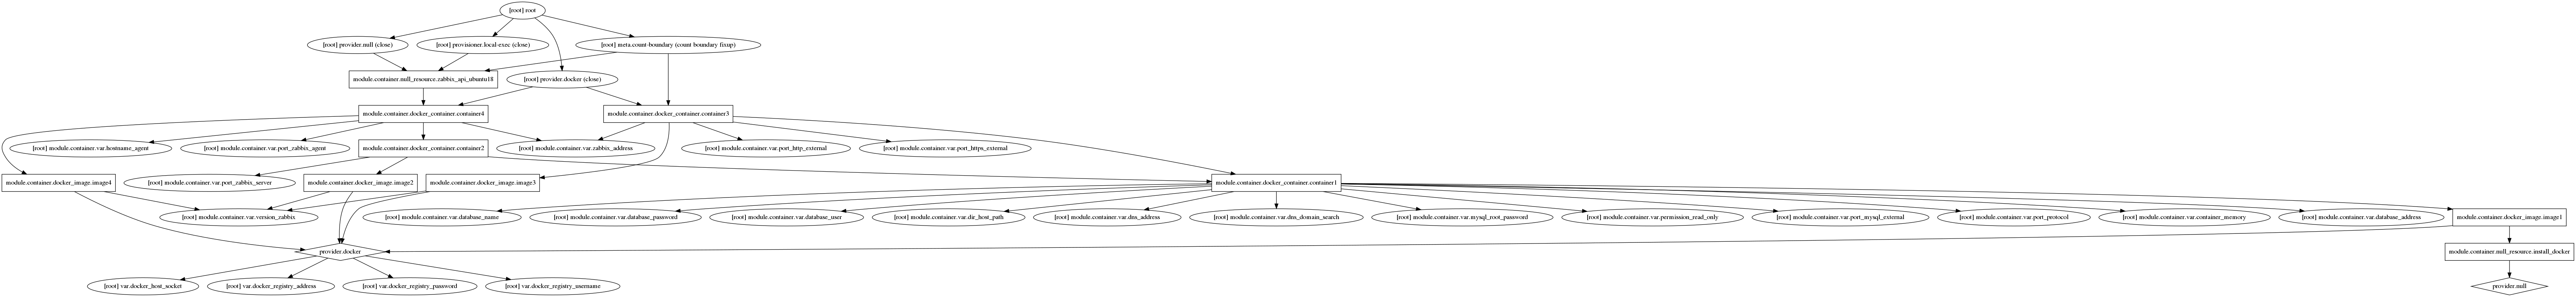 [root] root
[root] provider.null (close)
[root] provisioner.local-exec (close)
[root] meta.count-boundary (count boundary fixup)
module.container.null_resource.zabbix_api_ubuntu18
[root] provider.docker (close)
module.container.docker_container.container4
module.container.docker_container.container3
[root] module.container.var.hostname_agent
[root] module.container.var.port_zabbix_agent
module.container.docker_container.container2
[root] module.container.var.zabbix_address
[root] module.container.var.port_http_external
[root] module.container.var.port_https_external
module.container.docker_image.image4
[root] module.container.var.port_zabbix_server
module.container.docker_image.image2
module.container.docker_image.image3
module.container.docker_container.container1
[root] module.container.var.version_zabbix
[root] module.container.var.database_name
[root] module.container.var.database_password
[root] module.container.var.database_user
[root] module.container.var.dir_host_path
[root] module.container.var.dns_address
[root] module.container.var.dns_domain_search
[root] module.container.var.mysql_root_password
[root] module.container.var.permission_read_only
[root] module.container.var.port_mysql_external
[root] module.container.var.port_protocol
[root] module.container.var.container_memory
[root] module.container.var.database_address
module.container.docker_image.image1
provider.docker
module.container.null_resource.install_docker
[root] var.docker_host_socket
[root] var.docker_registry_address
[root] var.docker_registry_password
[root] var.docker_registry_username
provider.null